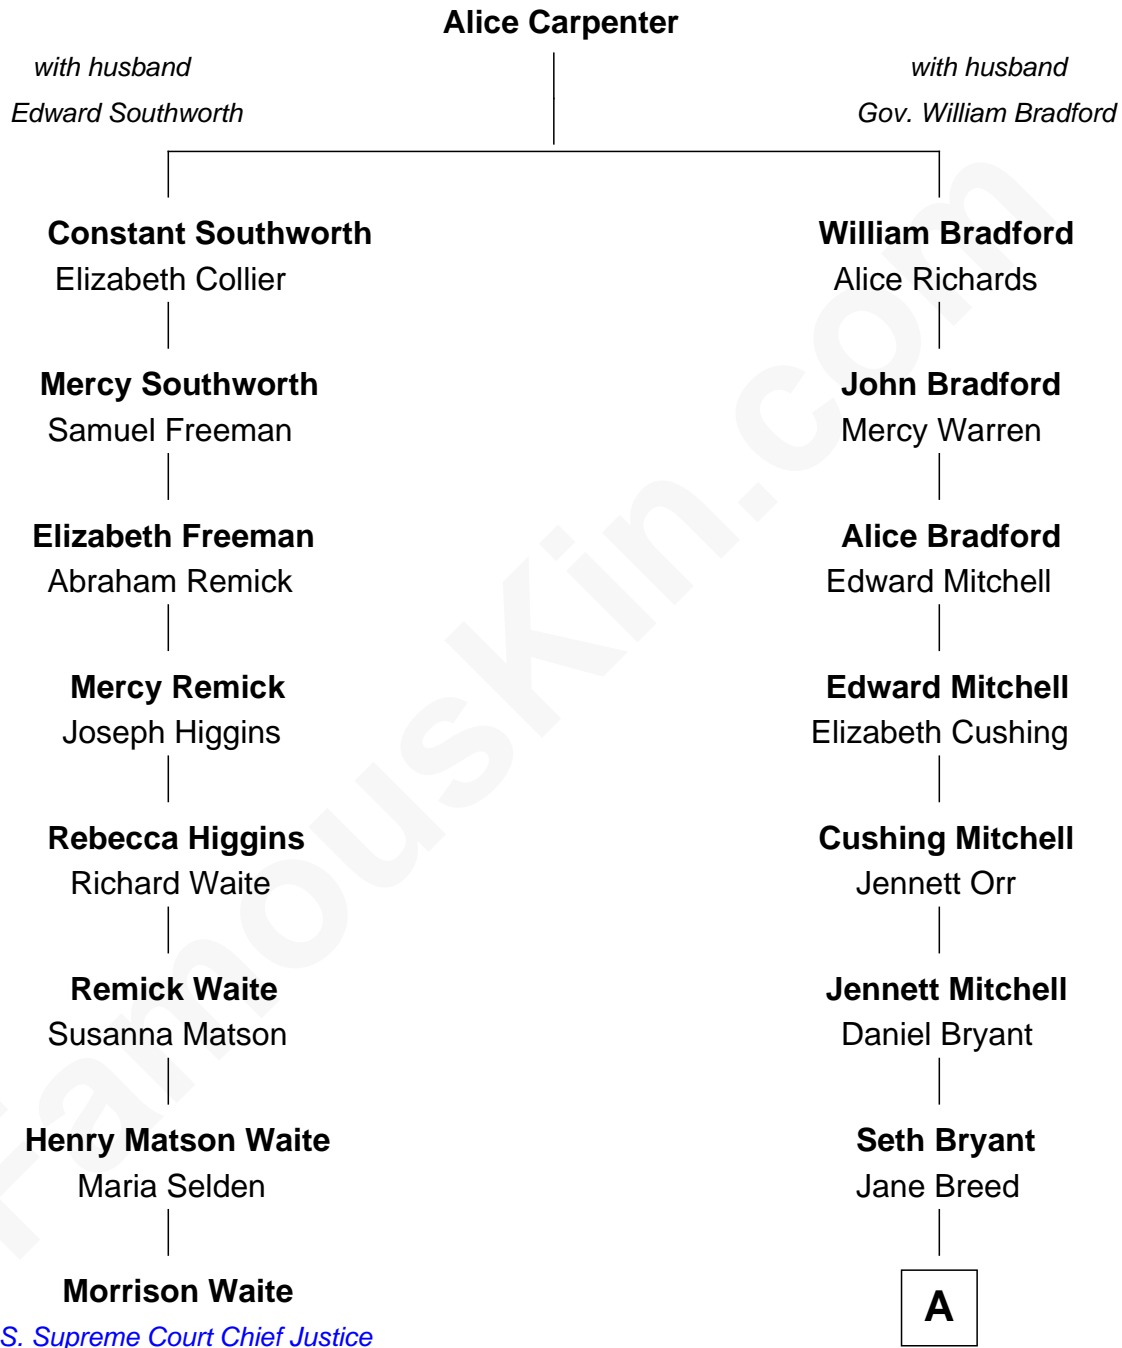 Alice Carpenter
with husband
Edward Southworth
with husband
Gov. William Bradford
Constant Southworth
Elizabeth Collier
William Bradford
Alice Richards
Mercy Southworth
Samuel Freeman
John Bradford
Mercy Warren
Elizabeth Freeman
Abraham Remick
Alice Bradford
Edward Mitchell
Mercy Remick
Joseph Higgins
Edward Mitchell
Elizabeth Cushing
Rebecca Higgins
Richard Waite
Cushing Mitchell
Jennett Orr
Remick Waite
Susanna Matson
Jennett Mitchell
Daniel Bryant
Henry Matson Waite
Maria Selden
Seth Bryant
Jane Breed
Morrison Waite
S. Supreme Court Chief Justice
A
FamousKin.com